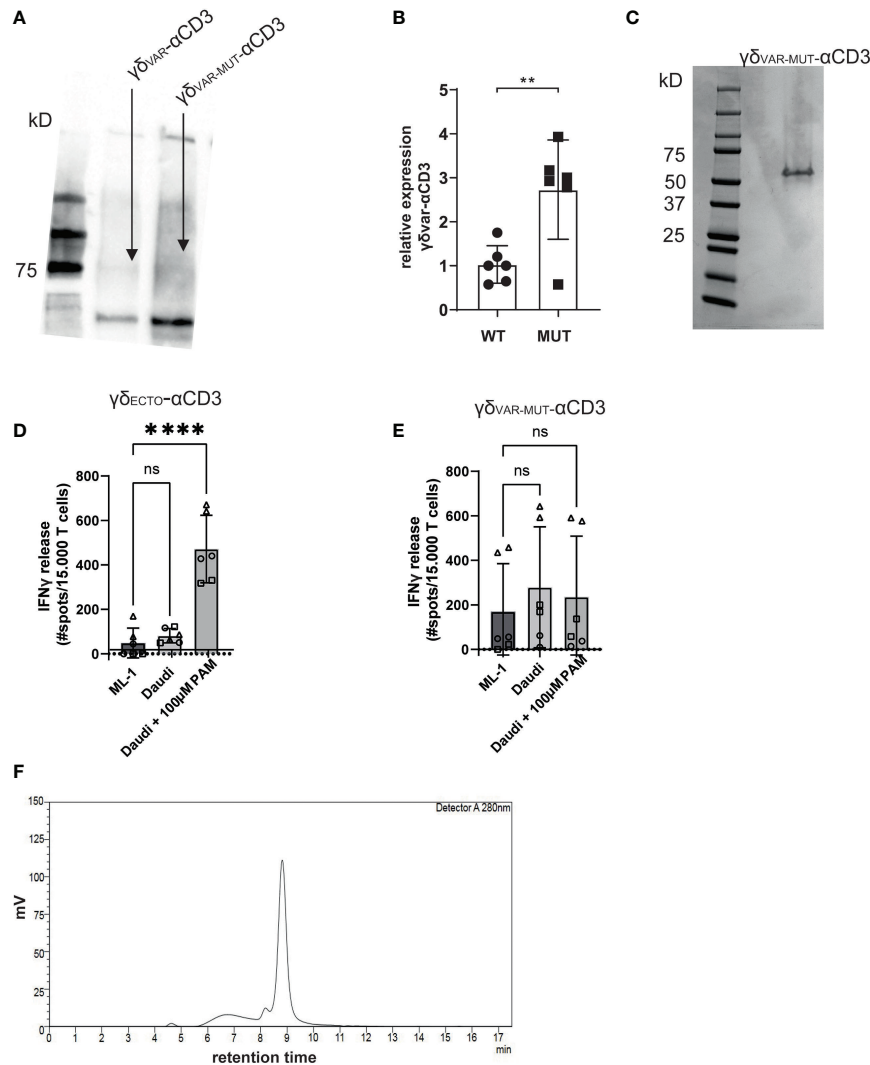 A
γδVAR-αCD3
γδVAR-MUT-αCD3
kD
75
B
**
relative expression
γδvar-αCD3
5
4
3
2
1
0
WT
MUT
C
γδVAR-MUT-αCD3
kD
75
50
37
25
D
γδECTO-αCD3
****
ns
IFNγ release
(#spots/15.000 T cells)
800
600
400
200
0
ML-1
Daudi
Daudi + 100µM PAM
E
γδVAR-MUT-αCD3
ns
ns
IFNγ release
(#spots/15.000 T cells)
800
600
400
200
0
ML-1
Daudi
Daudi + 100µM PAM
F
Detector A 280nm
mV
150
125
100
75
50
25
0
0 1 2 3 4 5 6 7 8 9 10 11 12 13 14 15 16 17
min
retention time